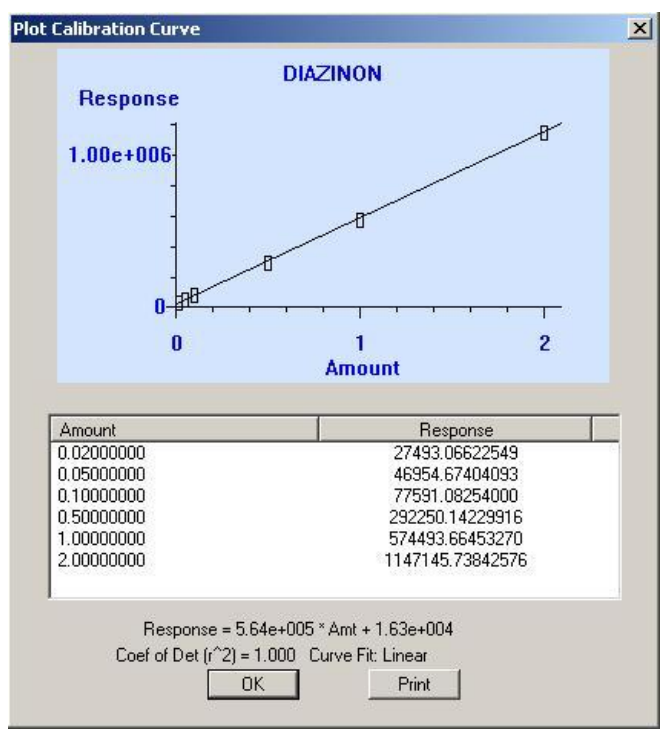 Plot Calibration Curve
DIAZINON
Response
1.00e+006
0
0 1 2
Amount
Amount Response
0.02000000 27493.06622549
0.05000000 46954.67404093
0.10000000 77591.08254000
0.50000000 292250.14229916
1.00000000 574493.66453270
2.00000000 1147145.73842576
Response = 5.64e+005 * Amt + 1.63e+004
Coef of Det (r^2) = 1.000 Curve Fit: Linear
OK Print